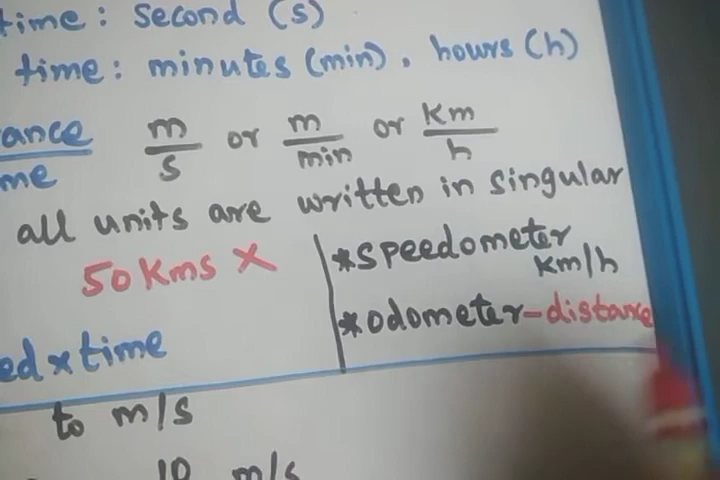 time: second (s)
time: minutes (min), hours (h)
ance m or m or Km
me s min h
all units are written in singular
50 Kms X
*speedometer
Km/h
*odometer-distance
ed x time
to m/s
10 m/s